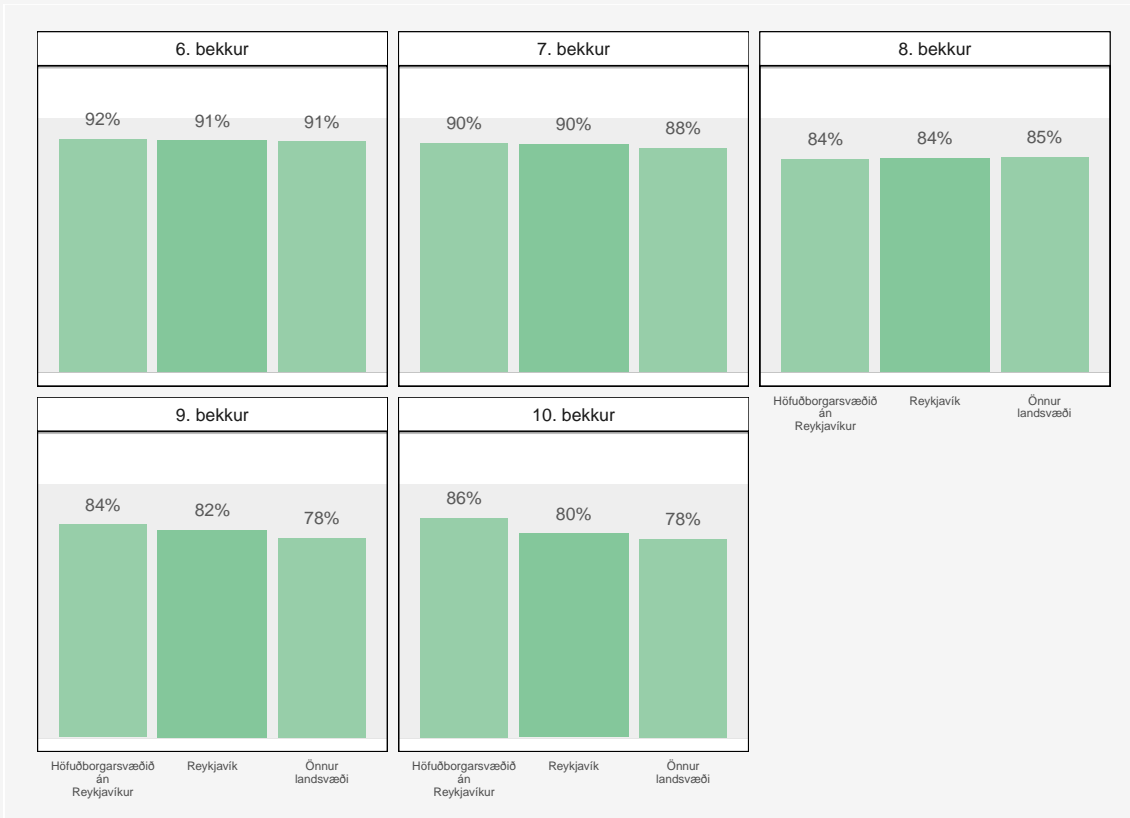 6. bekkur
92%
91%
91%
7. bekkur
90%
90%
88%
8. bekkur
84%
84%
85%
Höfuðborgarsvæðið
án
Reykjavíkur
Reykjavík
Önnur
landsvæði
9. bekkur
84%
82%
78%
Höfuðborgarsvæðið
án
Reykjavíkur
Reykjavík
Önnur
landsvæði
10. bekkur
86%
80%
78%
Höfuðborgarsvæðið
án
Reykjavíkur
Reykjavík
Önnur
landsvæði